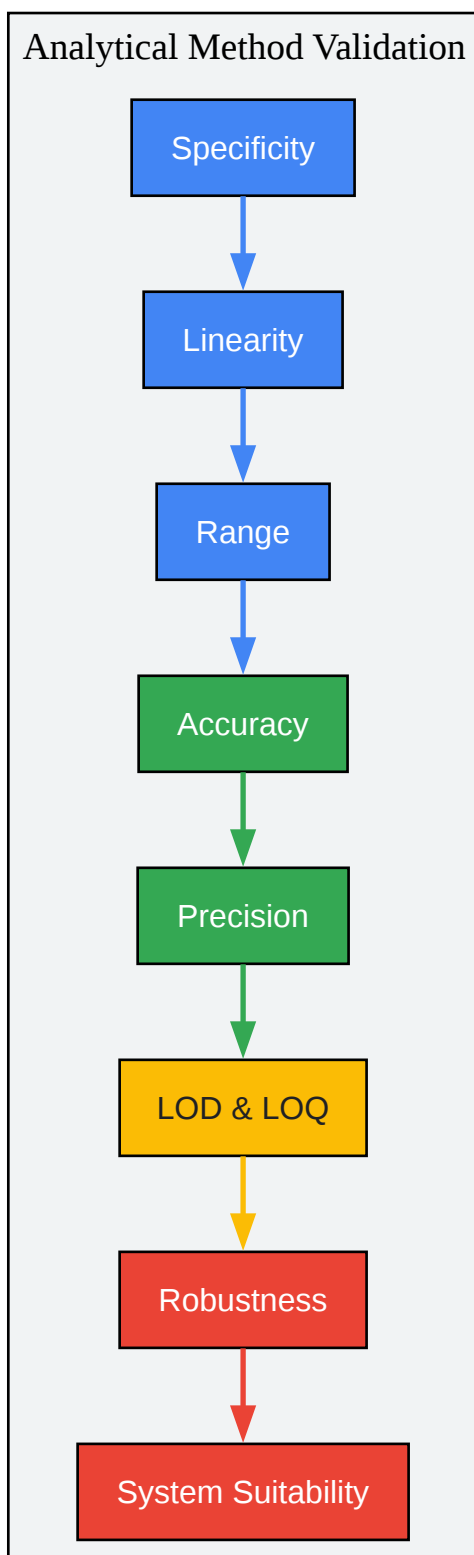 Analytical Method Validation
Specificity
Linearity
Range
Accuracy
Precision
LOD & LOQ
Robustness
System Suitability